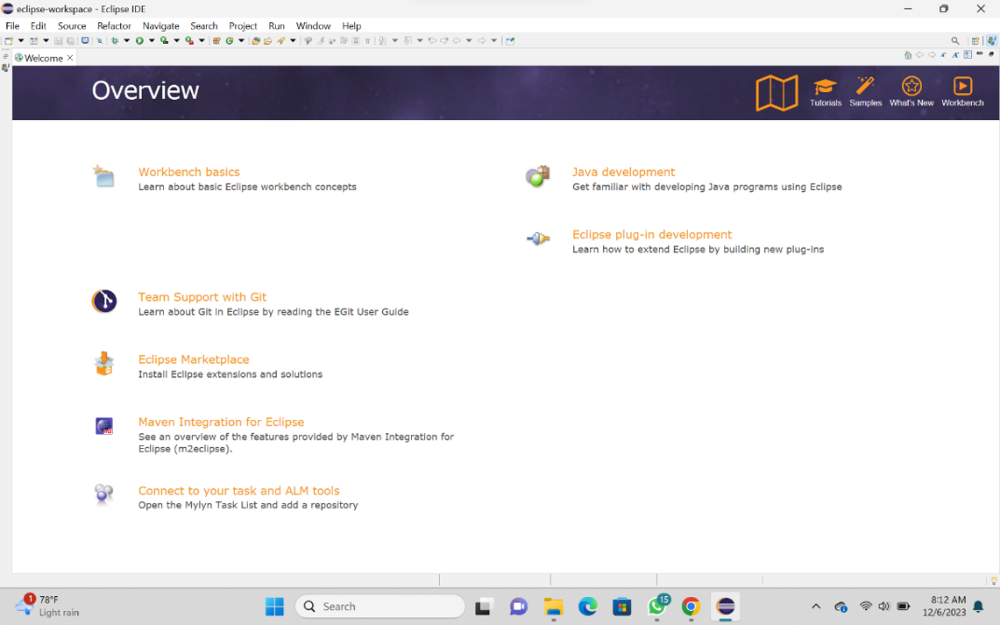 eclipse-workspace - Eclipse IDE
File Edit Source Refactor Navigate Search Project Run Window Help
Welcome
Overview
Tutorials Samples What's New Workbench
Workbench basics
Learn about basic Eclipse workbench concepts
Java development
Get familiar with developing Java programs using Eclipse
Eclipse plug-in development
Learn how to extend Eclipse by building new plug-ins
Team Support with Git
Learn about Git in Eclipse by reading the EGit User Guide
Eclipse Marketplace
Install Eclipse extensions and solutions
Maven Integration for Eclipse
See an overview of the features provided by Maven Integration for
Eclipse (m2eclipse).
Connect to your task and ALM tools
Open the Mylyn Task List and add a repository
1
78°F
Light rain
Search
15
8:12 AM
12/6/2023